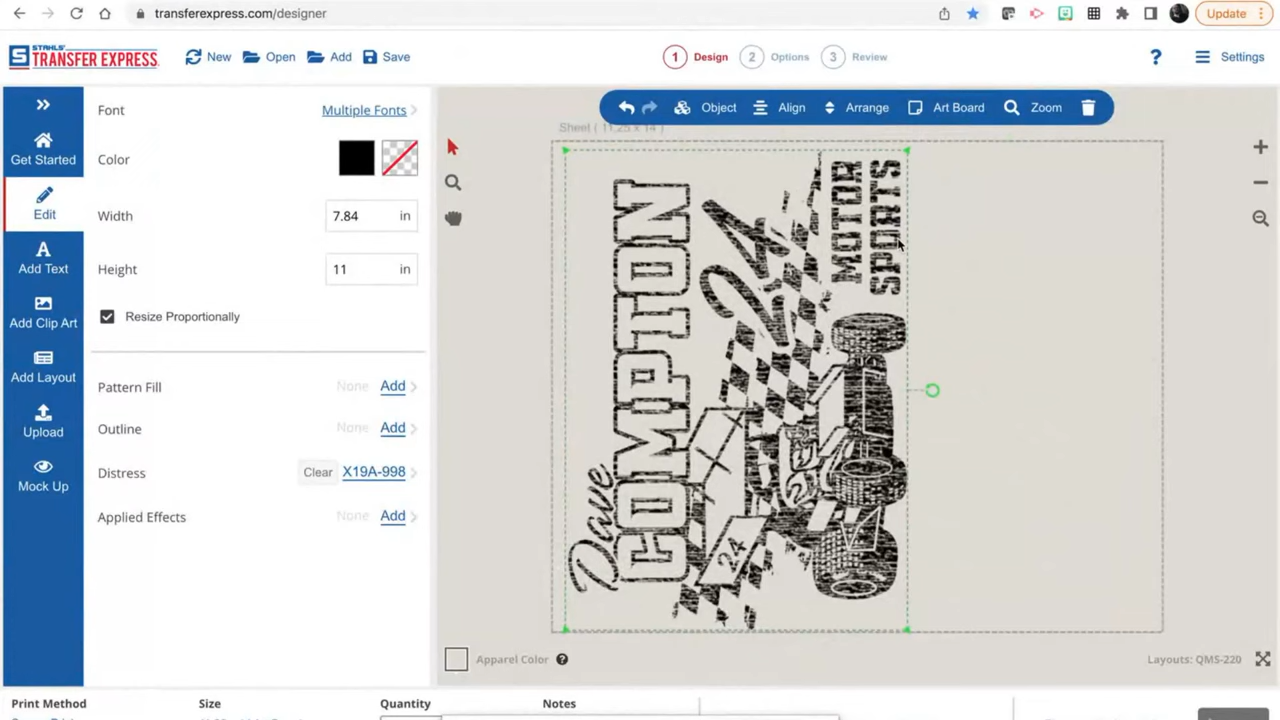 transferexpress.com/designer
Update
STAHLS'
TRANSFER EXPRESS
New
Open
Add
Save
1 Design
2 Options
3 Review
?
Settings
Get Started
Edit
Add Text
Add Clip Art
Add Layout
Upload
Mock Up
Font
Multiple Fonts
Color
Width
7.84 in
Height
11 in
Resize Proportionally
Pattern Fill
None Add
Outline
None Add
Distress
Clear X19A-998
Applied Effects
None Add
Object
Align
Arrange
Art Board
Zoom
Sheet ( 11.25 x 14 )
Dave
COMPTON
24
MOTOR
SPORTS
24
Apparel Color ?
Layouts: QMS-220
Print Method
Size
Quantity
Notes